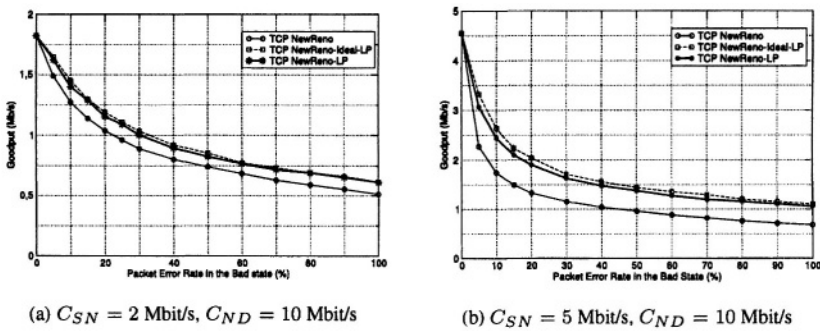 2
1,5
1
0,5
0
Goodput (Mb/s)
0 20 40 60 80 100
Packet Error Rate in the Bad state (%)
TCP NewReno
TCP NewReno-Ideal-LP
TCP NewReno-LP
(a) C_SN = 2 Mbit/s, C_ND = 10 Mbit/s
5
4
3
2
1
0
Goodput (Mb/s)
0 10 20 30 40 50 60 70 80 90 100
Packet Error Rate in the Bad State (%)
TCP NewReno
TCP NewReno-Ideal-LP
TCP NewReno-LP
(b) C_SN = 5 Mbit/s, C_ND = 10 Mbit/s